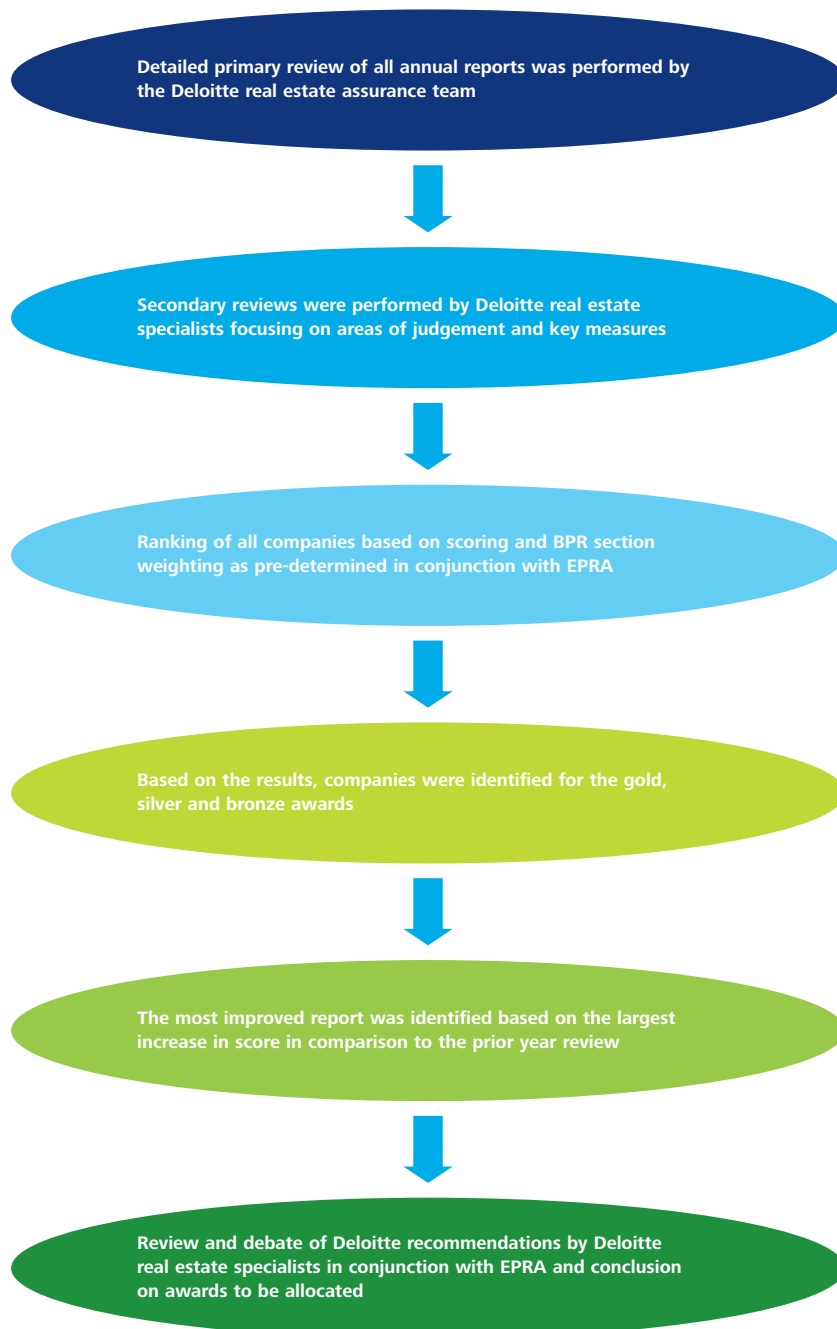 Detailed primary review of all annual reports was performed by
the Deloitte real estate assurance team
Secondary reviews were performed by Deloitte real estate
specialists focusing on areas of judgement and key measures
Ranking of all companies based on scoring and BPR section
weighting as pre-determined in conjunction with EPRA
Based on the results, companies were identified for the gold,
silver and bronze awards
The most improved report was identified based on the largest
increase in score in comparison to the prior year review
Review and debate of Deloitte recommendations by Deloitte
real estate specialists in conjunction with EPRA and conclusion
on awards to be allocated